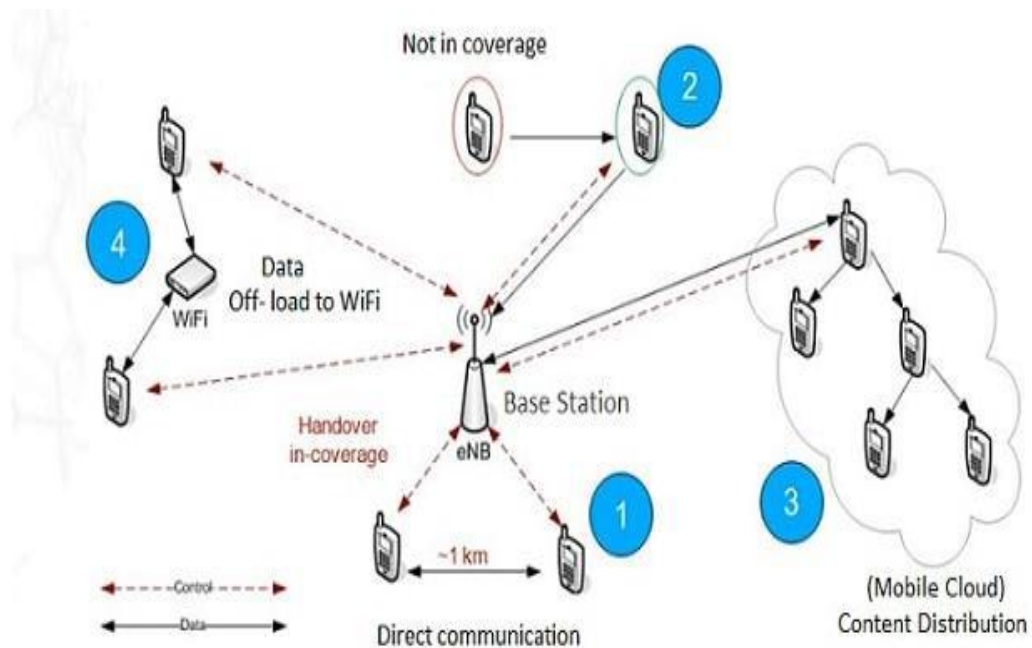 Not in coverage
2
4
Data
Off- load to WiFi
WiFi
Base Station
Handover
in-coverage
eNB
1
3
~1 km
(Mobile Cloud)
Content Distribution
Control
Data
Direct communication